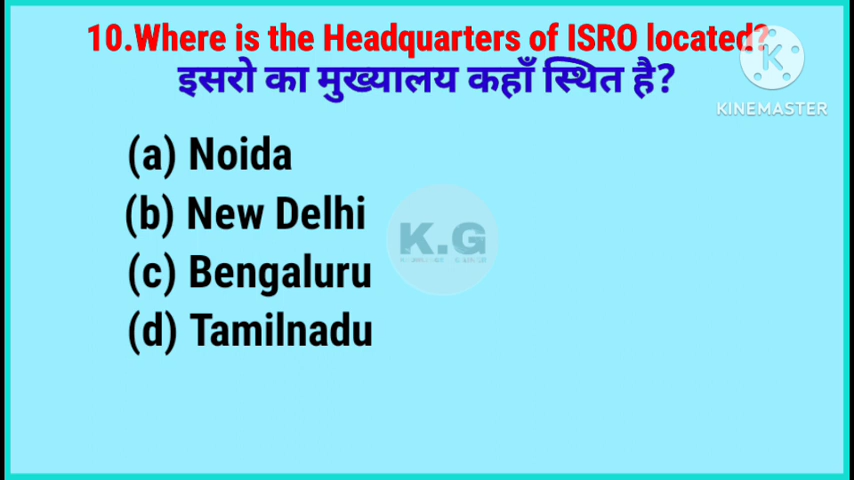 10.Where is the Headquarters of ISRO located?
इसरो का मुख्यालय कहाँ स्थित है?
KINEMASTER
(a) Noida
(b) New Delhi
K.G
(c) Bengaluru
(d) Tamilnadu